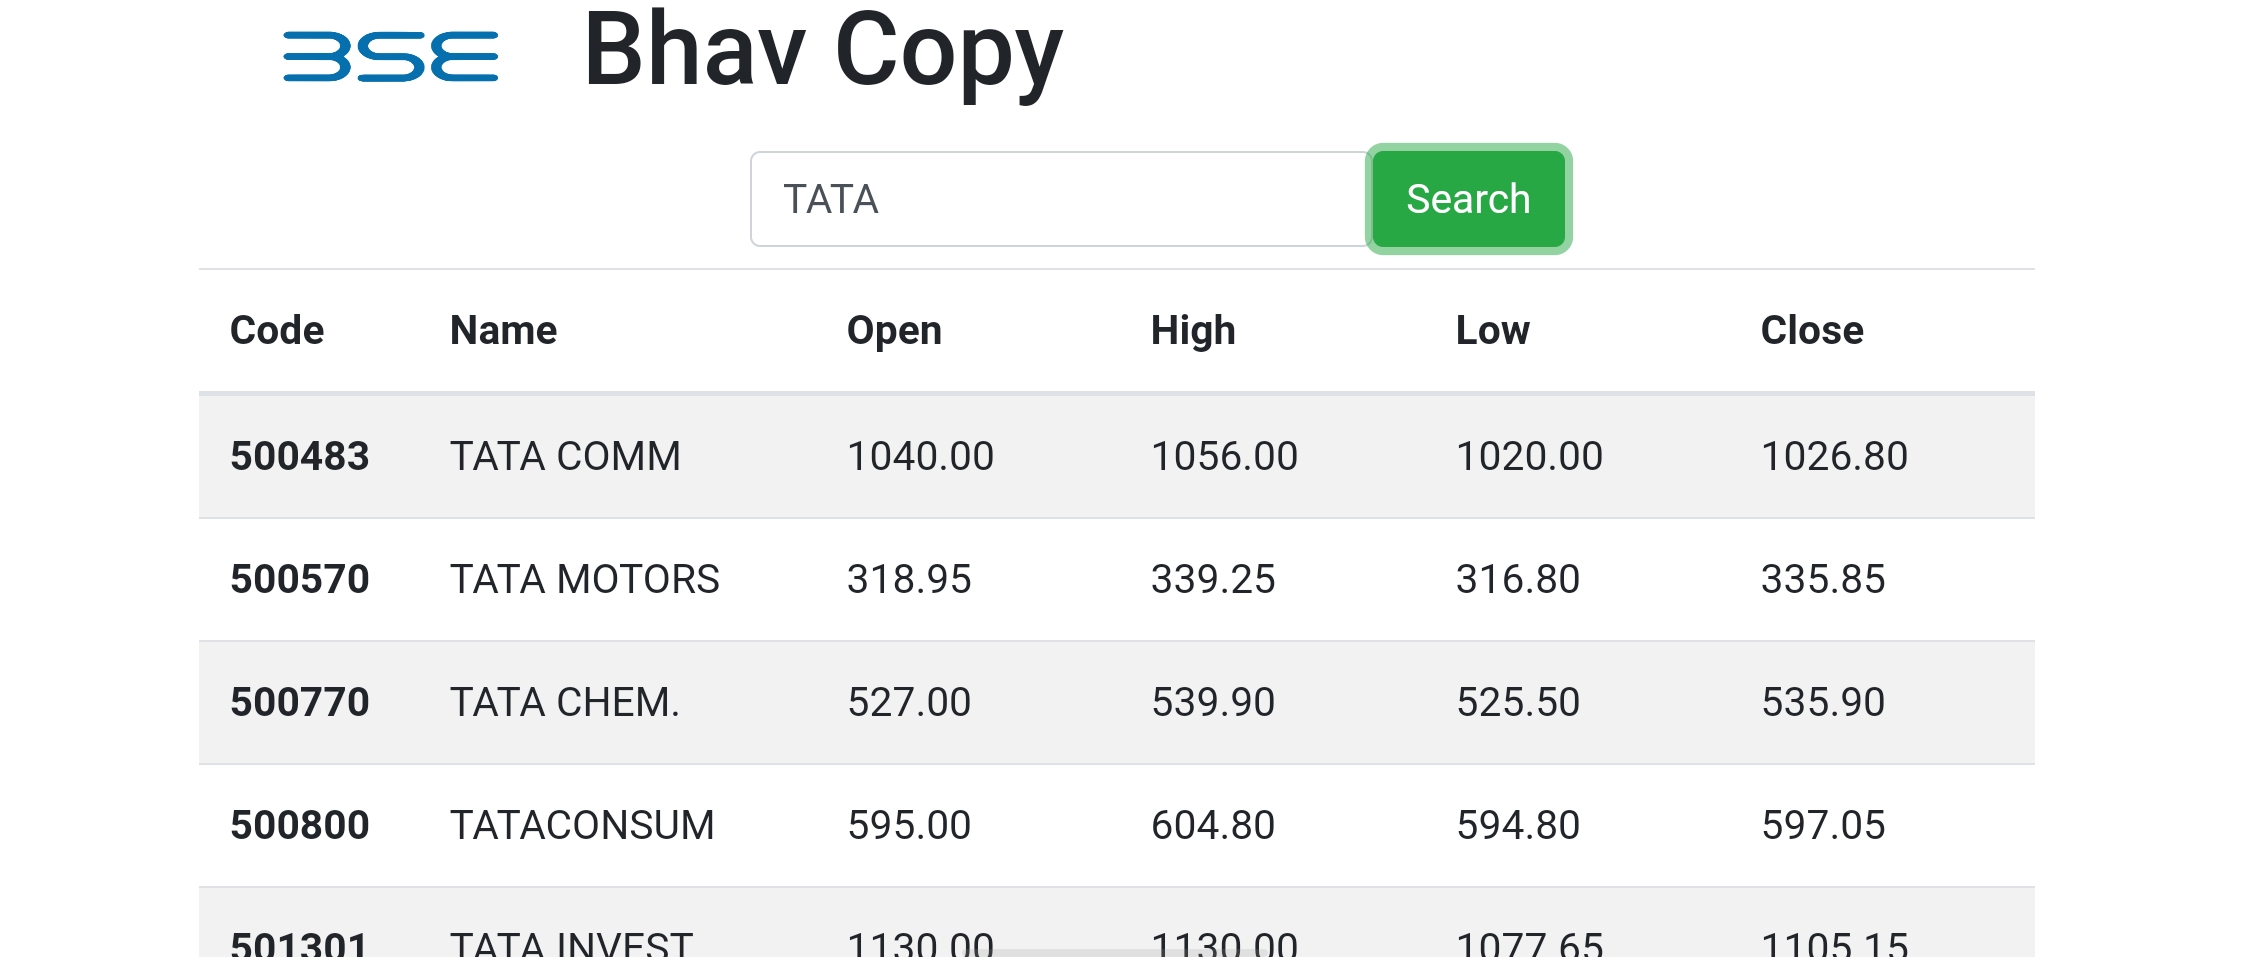 BSE Bhav Copy
TATA Search
Code Name Open High Low Close
500483 TATA COMM 1040.00 1056.00 1020.00 1026.80
500570 TATA MOTORS 318.95 339.25 316.80 335.85
500770 TATA CHEM. 527.00 539.90 525.50 535.90
500800 TATACONSUM 595.00 604.80 594.80 597.05
501301 TATA INVEST 1130.00 1130.00 1077.65 1105.15